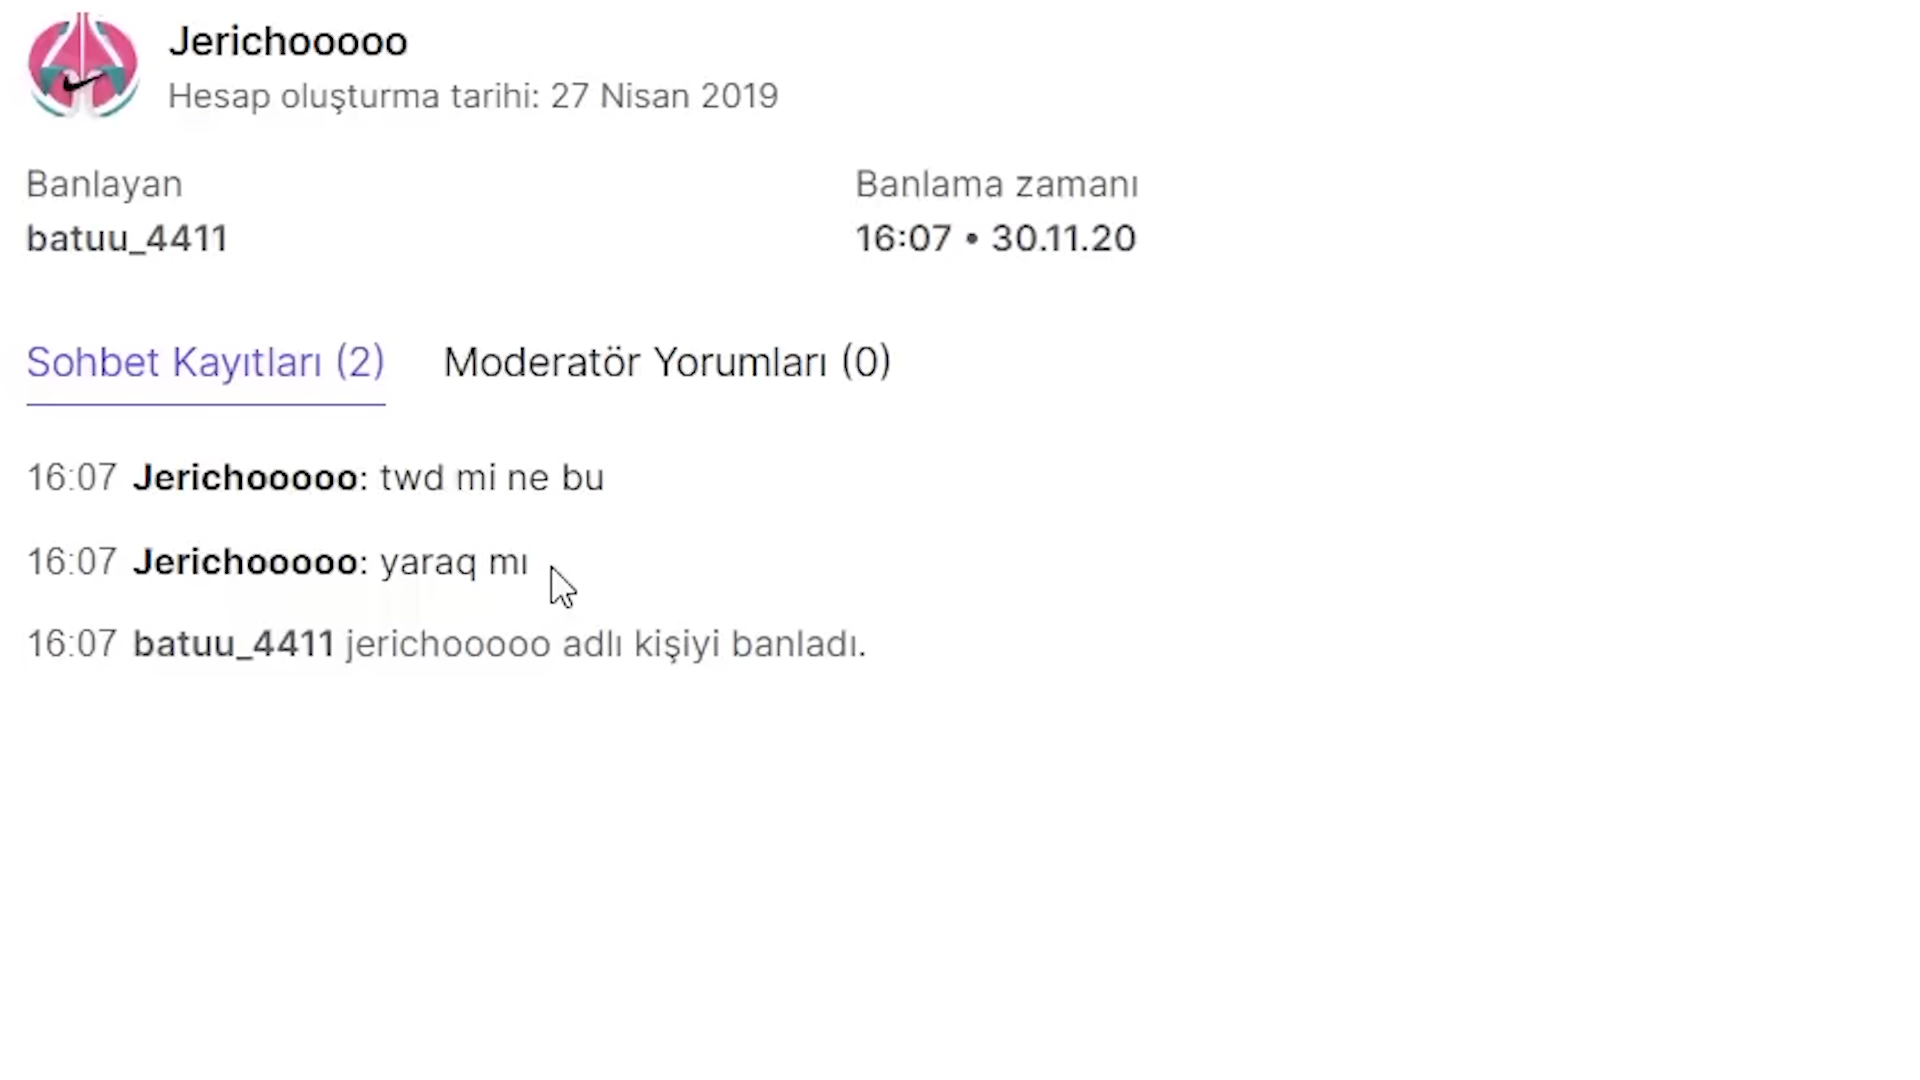 Jerichooooo
Hesap oluşturma tarihi: 27 Nisan 2019
Banlayan
Banlama zamanı
batuu_4411
16:07 • 30.11.20
Sohbet Kayıtları (2)
Moderatör Yorumları (0)
16:07 Jerichooooo: twd mi ne bu
16:07 Jerichooooo: yaraq mı
16:07 batuu_4411 jerichooooo adlı kişiyi banladı.